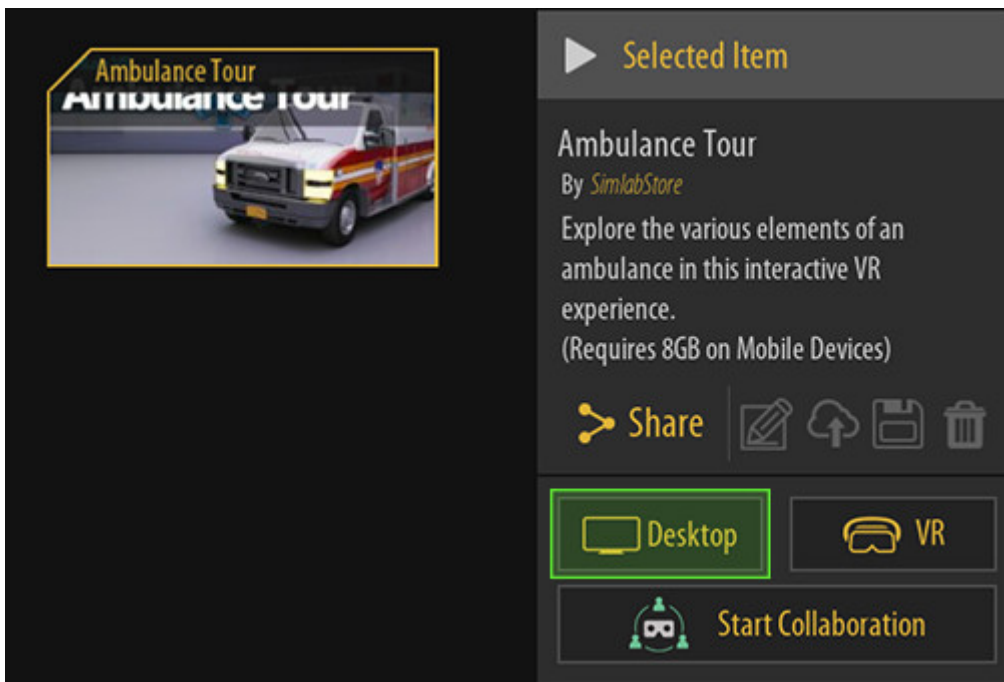 Ambulance Tour
Ambulance Tour
Selected Item
Ambulance Tour
By SimlabStore
Explore the various elements of an
ambulance in this interactive VR
experience.
(Requires 8GB on Mobile Devices)
Share
Desktop
VR
Start Collaboration